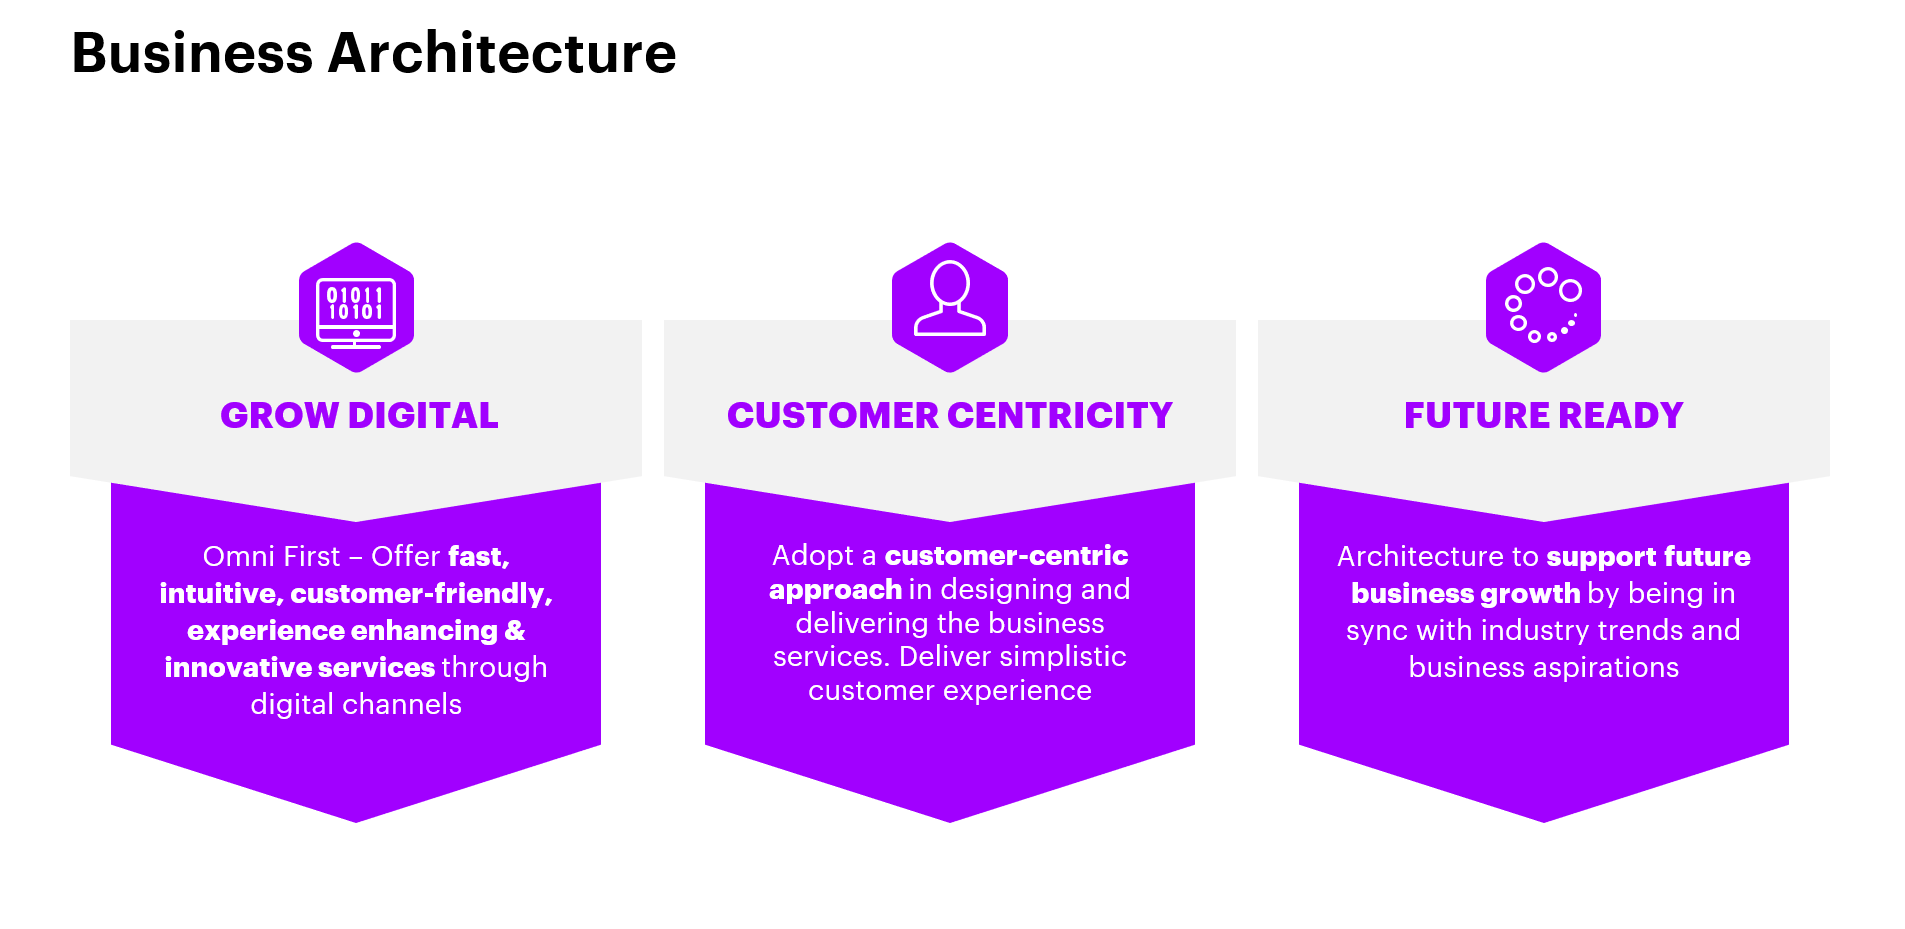 Business Architecture
01011
10101
GROW DIGITAL
Omni First – Offer fast,
intuitive, customer-friendly,
experience enhancing &
innovative services through
digital channels
CUSTOMER CENTRICITY
Adopt a customer-centric
approach in designing and
delivering the business
services. Deliver simplistic
customer experience
FUTURE READY
Architecture to support future
business growth by being in
sync with industry trends and
business aspirations